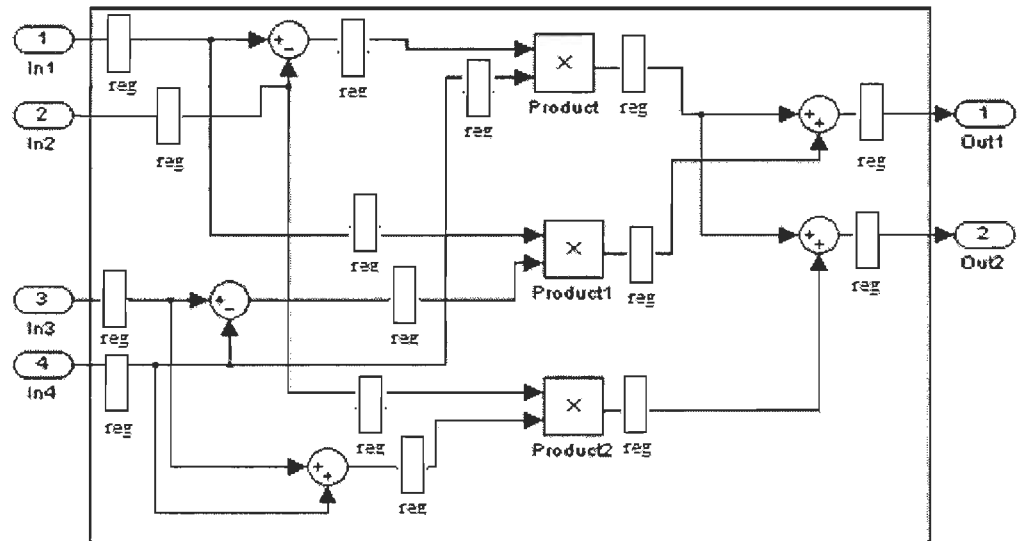 1
In1
reg
+
−
reg
×
Product
reg
reg
2
In2
reg
+
+
reg
1
Out1
reg
×
Product1
reg
+
+
reg
2
Out2
3
In3
reg
+
−
reg
4
In4
reg
reg
×
Product2
reg
+
+
reg